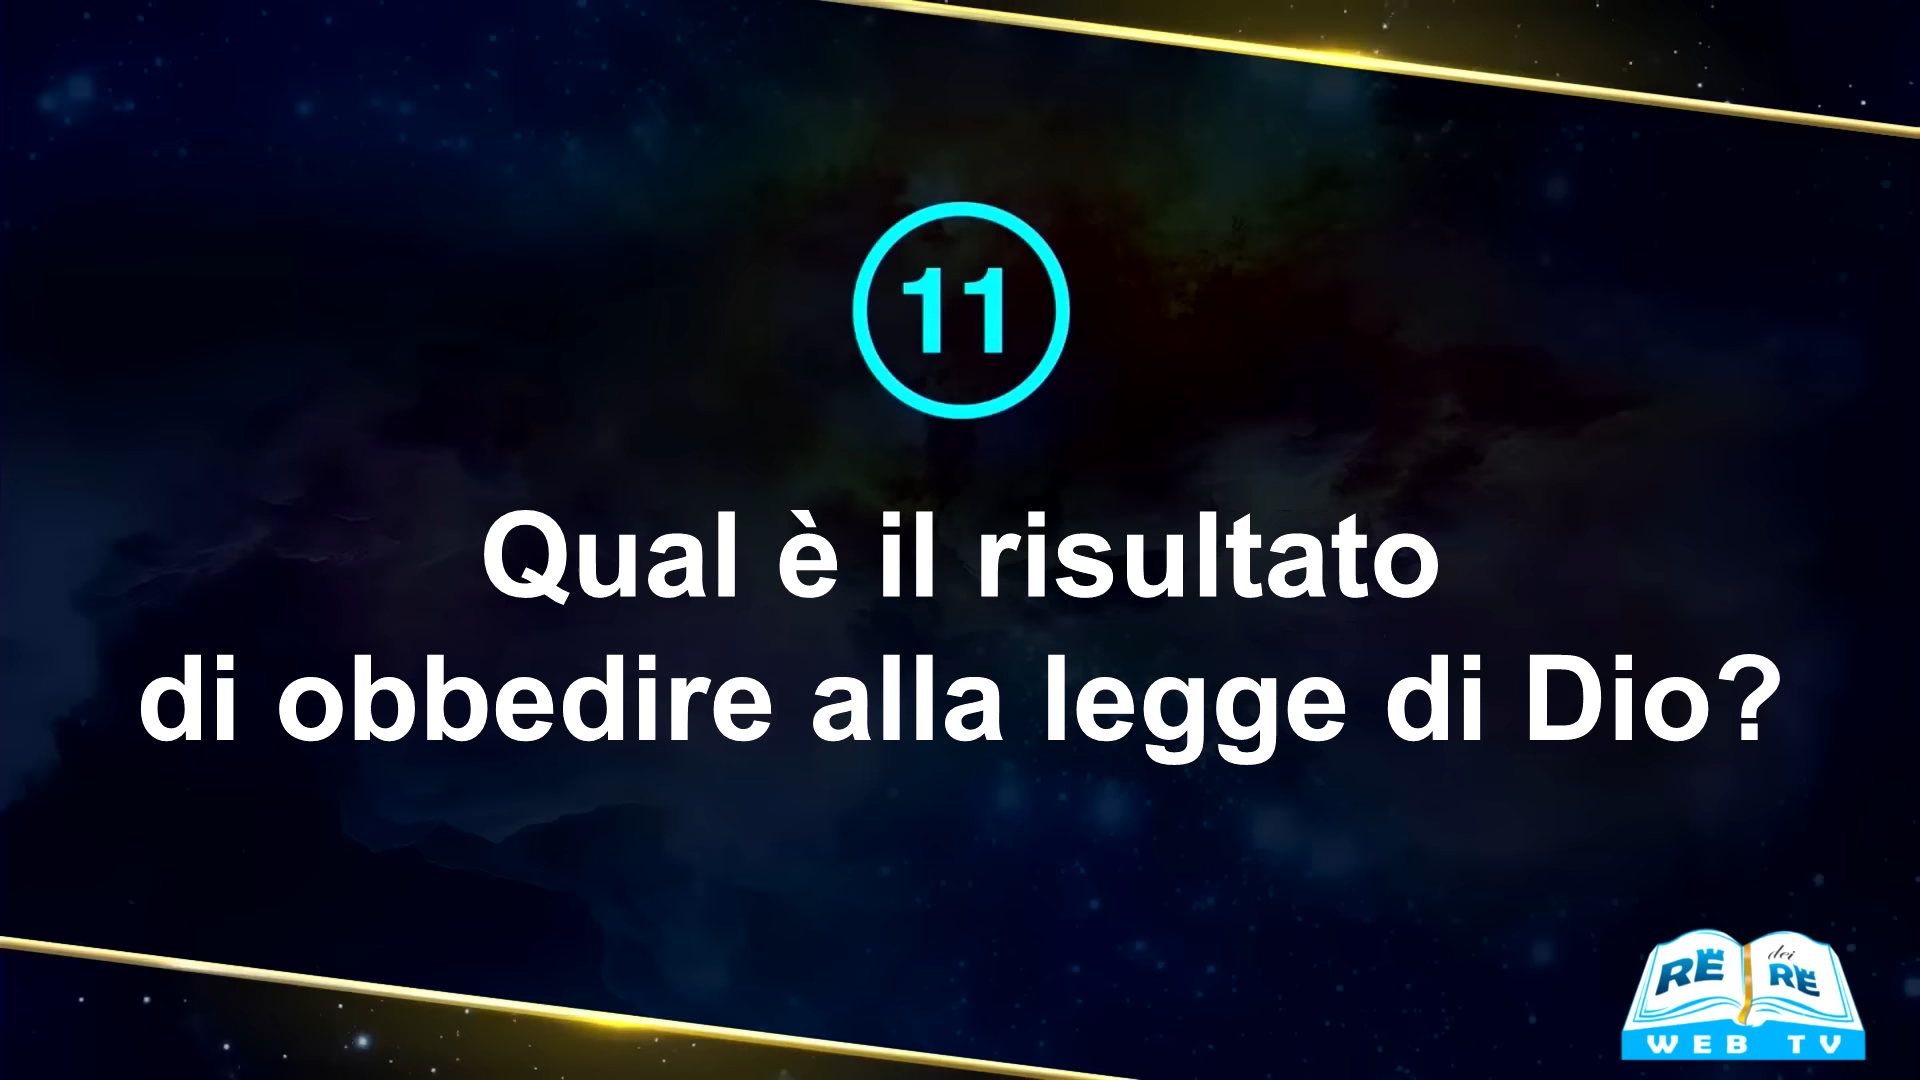 11
Qual è il risultato
di obbedire alla legge di Dio?
RE dei RE
WEB TV